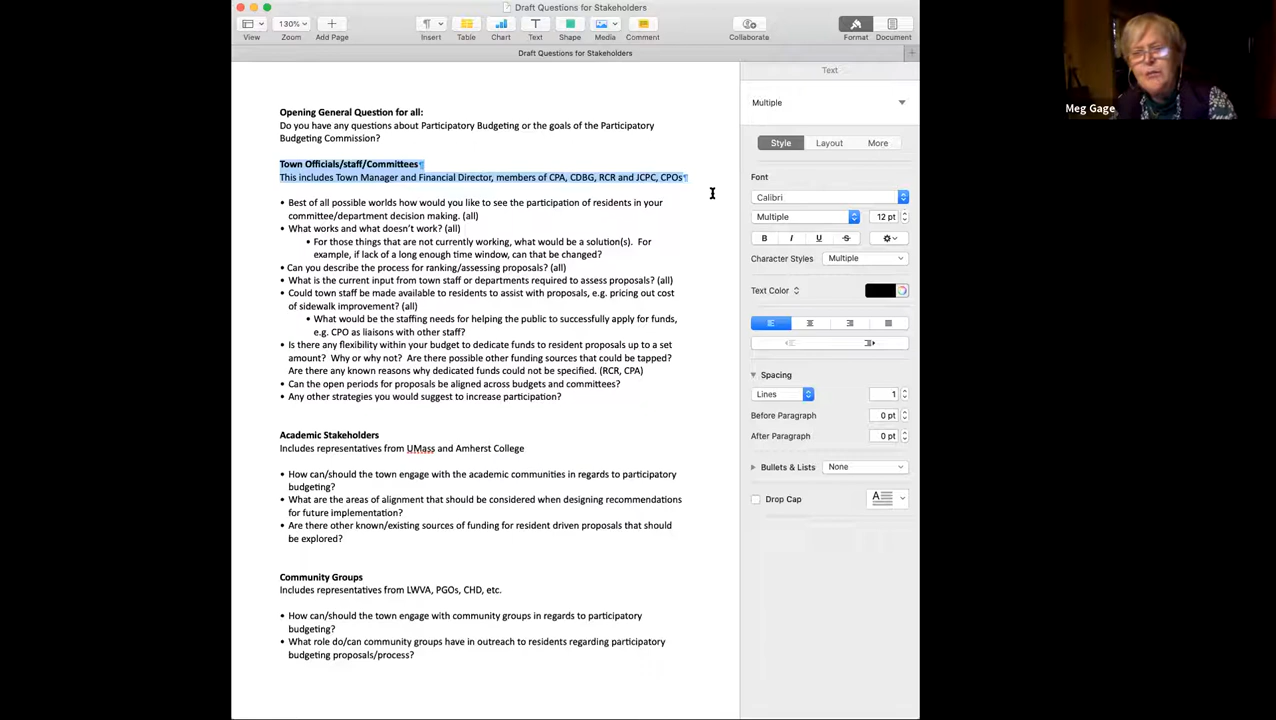 Draft Questions for Stakeholders
130%
View
Zoom
Add Page
Insert
Table
Chart
Text
Shape
Media
Comment
Collaborate
Format
Document
Draft Questions for Stakeholders
Opening General Question for all:
Do you have any questions about Participatory Budgeting or the goals of the Participatory
Budgeting Commission?
Town Officials/staff/Committees
This includes Town Manager and Financial Director, members of CPA, CDBG, RCR and JCPC, CPOs
• Best of all possible worlds how would you like to see the participation of residents in your
committee/department decision making. (all)
• What works and what doesn't work? (all)
• For those things that are not currently working, what would be a solution(s). For
example, if lack of a long enough time window, can that be changed?
• Can you describe the process for ranking/assessing proposals? (all)
• What is the current input from town staff or departments required to assess proposals? (all)
• Could town staff be made available to residents to assist with proposals, e.g. pricing out cost
of sidewalk improvement? (all)
• What would be the staffing needs for helping the public to successfully apply for funds,
e.g. CPO as liaisons with other staff?
• Is there any flexibility within your budget to dedicate funds to resident proposals up to a set
amount? Why or why not? Are there possible other funding sources that could be tapped?
Are there any known reasons why dedicated funds could not be specified. (RCR, CPA)
• Can the open periods for proposals be aligned across budgets and committees?
• Any other strategies you would suggest to increase participation?
Academic Stakeholders
Includes representatives from UMass and Amherst College
• How can/should the town engage with the academic communities in regards to participatory
budgeting?
• What are the areas of alignment that should be considered when designing recommendations
for future implementation?
• Are there other known/existing sources of funding for resident driven proposals that should
be explored?
Community Groups
Includes representatives from LWVA, PGOs, CHD, etc.
• How can/should the town engage with community groups in regards to participatory
budgeting?
• What role do/can community groups have in outreach to residents regarding participatory
budgeting proposals/process?
Text
Multiple
Style
Layout
More
Font
Calibri
Multiple
12 pt
B I U S
Character Styles
Multiple
Text Color
Spacing
Lines
1
Before Paragraph
0 pt
After Paragraph
0 pt
Bullets & Lists
None
Drop Cap
A
Meg Gage